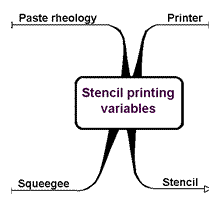 Paste rheology
Printer
Stencil printing
variables
Squeegee
Stencil